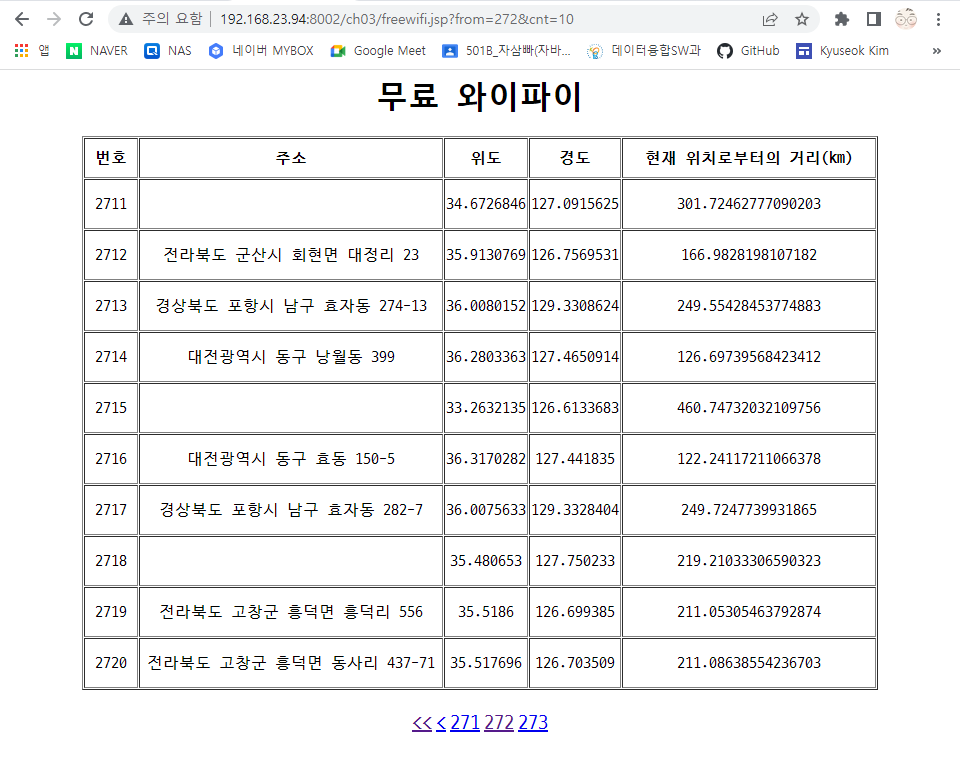 주의 요함 192.168.23.94:8002/ch03/freewifi.jsp?from=272&cnt=10
앱 NAVER NAS 네이버 MYBOX Google Meet 501B_자삼빠(자바... 데이터융합SW과 GitHub Kyuseok Kim »
무료 와이파이
번호 주소 위도 경도 현재 위치로부터의 거리(km)
2711 34.6726846 127.0915625 301.72462777090203
2712 전라북도 군산시 회현면 대정리 23 35.9130769 126.7569531 166.9828198107182
2713 경상북도 포항시 남구 효자동 274-13 36.0080152 129.3308624 249.55428453774883
2714 대전광역시 동구 낭월동 399 36.2803363 127.4650914 126.69739568423412
2715 33.2632135 126.6133683 460.74732032109756
2716 대전광역시 동구 효동 150-5 36.3170282 127.441835 122.24117211066378
2717 경상북도 포항시 남구 효자동 282-7 36.0075633 129.3328404 249.7247739931865
2718 35.480653 127.750233 219.21033306590323
2719 전라북도 고창군 흥덕면 흥덕리 556 35.5186 126.699385 211.05305463792874
2720 전라북도 고창군 흥덕면 동사리 437-71 35.517696 126.703509 211.08638554236703
<< < 271 272 273